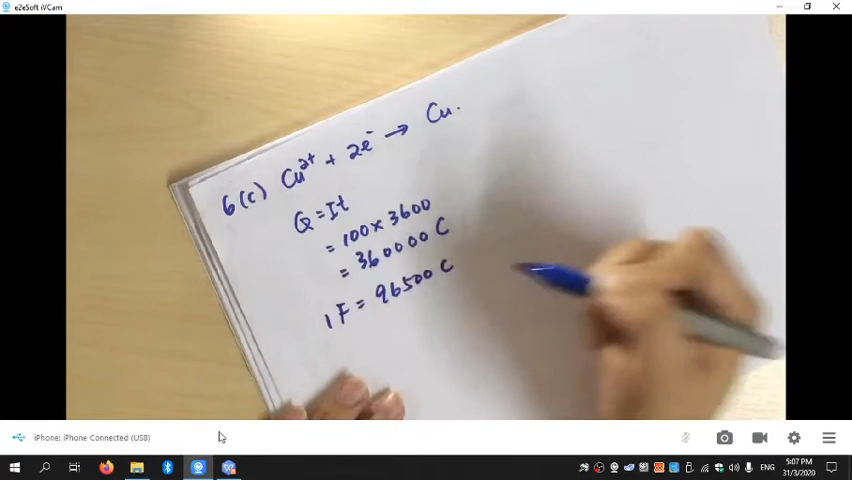 e2eSoft iVCam
6(c) Cu²⁺ + 2e⁻ → Cu.
Q = It
= 100 x 3600
= 360000 C
1F = 96500 C
iPhone: iPhone Connected (USB)
ENG
5:07 PM
31/3/2020